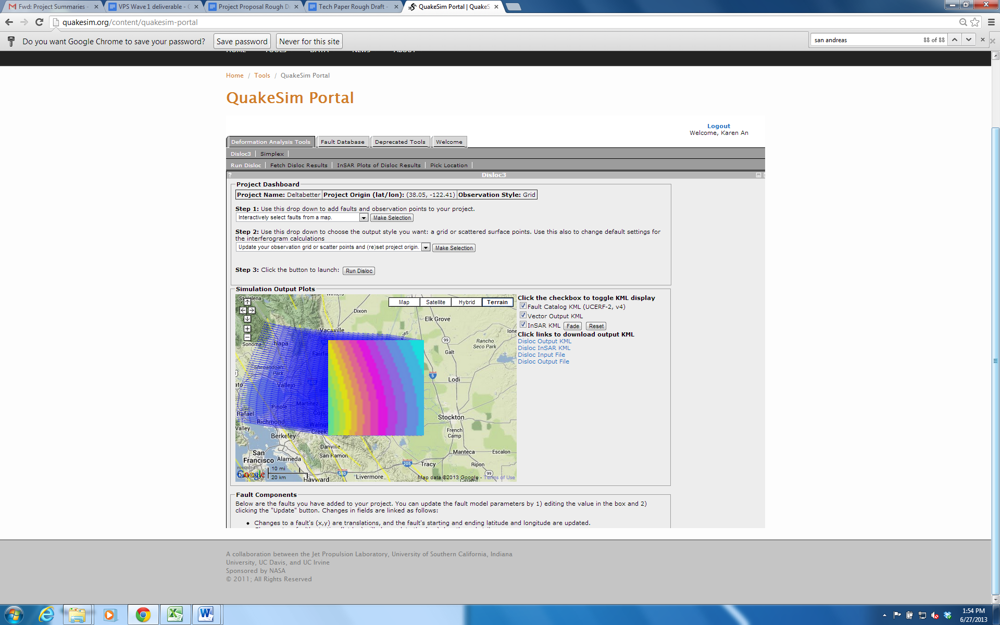 Fwd: Project Summaries -
VPS Wave 1 deliverable -
Project Proposal Rough D
Tech Paper Rough Draft -
QuakeSim Portal | QuakeS
quakesim.org/content/quakesim-portal
Do you want Google Chrome to save your password? Save password Never for this site
san andreas 88 of 88
HOME TOOLS DATA NEWS ABOUT
Home / Tools / QuakeSim Portal
QuakeSim Portal
Logout
Welcome, Karen An
Deformation Analysis Tools Fault Database Deprecated Tools Welcome
Disloc3 Simplex
Run Disloc Fetch Disloc Results InSAR Plots of Disloc Results Pick Location
? Disloc3
Project Dashboard
Project Name: Deltabetter Project Origin (lat/lon): (38.05, -122.41) Observation Style: Grid
Step 1: Use this drop down to add faults and observation points to your project.
Interactively select faults from a map. Make Selection
Step 2: Use this drop down to choose the output style you want: a grid or scattered surface points. Use this also to change default settings for
the interferogram calculations
Update your observation grid or scatter points and (re)set project origin. Make Selection
Step 3: Click the button to launch: Run Disloc
Simulation Output Plots
Map Satellite Hybrid Terrain
St Helena
Winters
Dixon
Elk Grove
Vacaville
Ione
99
Rancho
Seco Park
Sonoma
Napa
Galt
Fairfi
Shenandoah
Park
5
Lodi
Vallejo
ato
Pinole
Martinez
Conc
Rafael
Richmond
Stockton
Valley
Walnut
Creek
Berkeley
French
Camp
Danville
San Ramon
Manteca
Escalon
San
Francisco
Alameda
205
Tracy
Ripon
POWERED BY
Google
10 mi
20 km
580
Hayward
Livermore
99
Map data ©2013 Google - Terms of Use
Click the checkbox to toggle KML display
Fault Catalog KML (UCERF-2, v4)
Vector Output KML
InSAR KML Fade Reset
Click links to download output KML
Disloc Output KML
Disloc InSAR KML
Disloc Input File
Disloc Output File
Fault Components
Below are the faults you have added to your project. You can update the fault model parameters by 1) editing the value in the box and 2)
clicking the "Update" button. Changes in fields are linked as follows:
• Changes to a fault's (x,y) are translations, and the fault's starting and ending latitude and longitude are updated.
A collaboration between the Jet Propulsion Laboratory, University of Southern California, Indiana
University, UC Davis, and UC Irvine
Sponsored by NASA
© 2011; All Rights Reserved
1:54 PM
6/27/2013